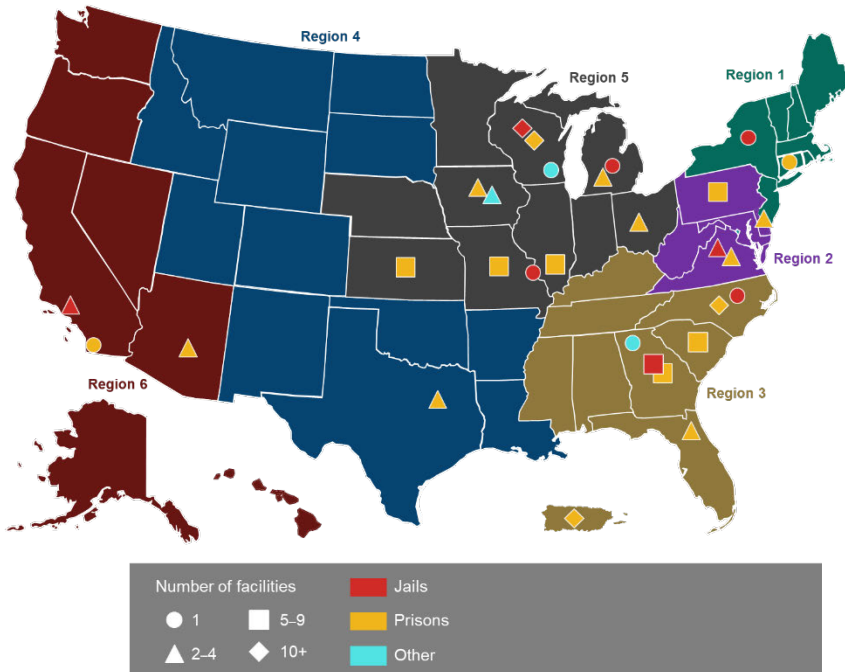 Region 4
Region 5
Region 1
Region 2
Region 6
Region 3
Number of facilities
1
5–9
2–4
10+
Jails
Prisons
Other